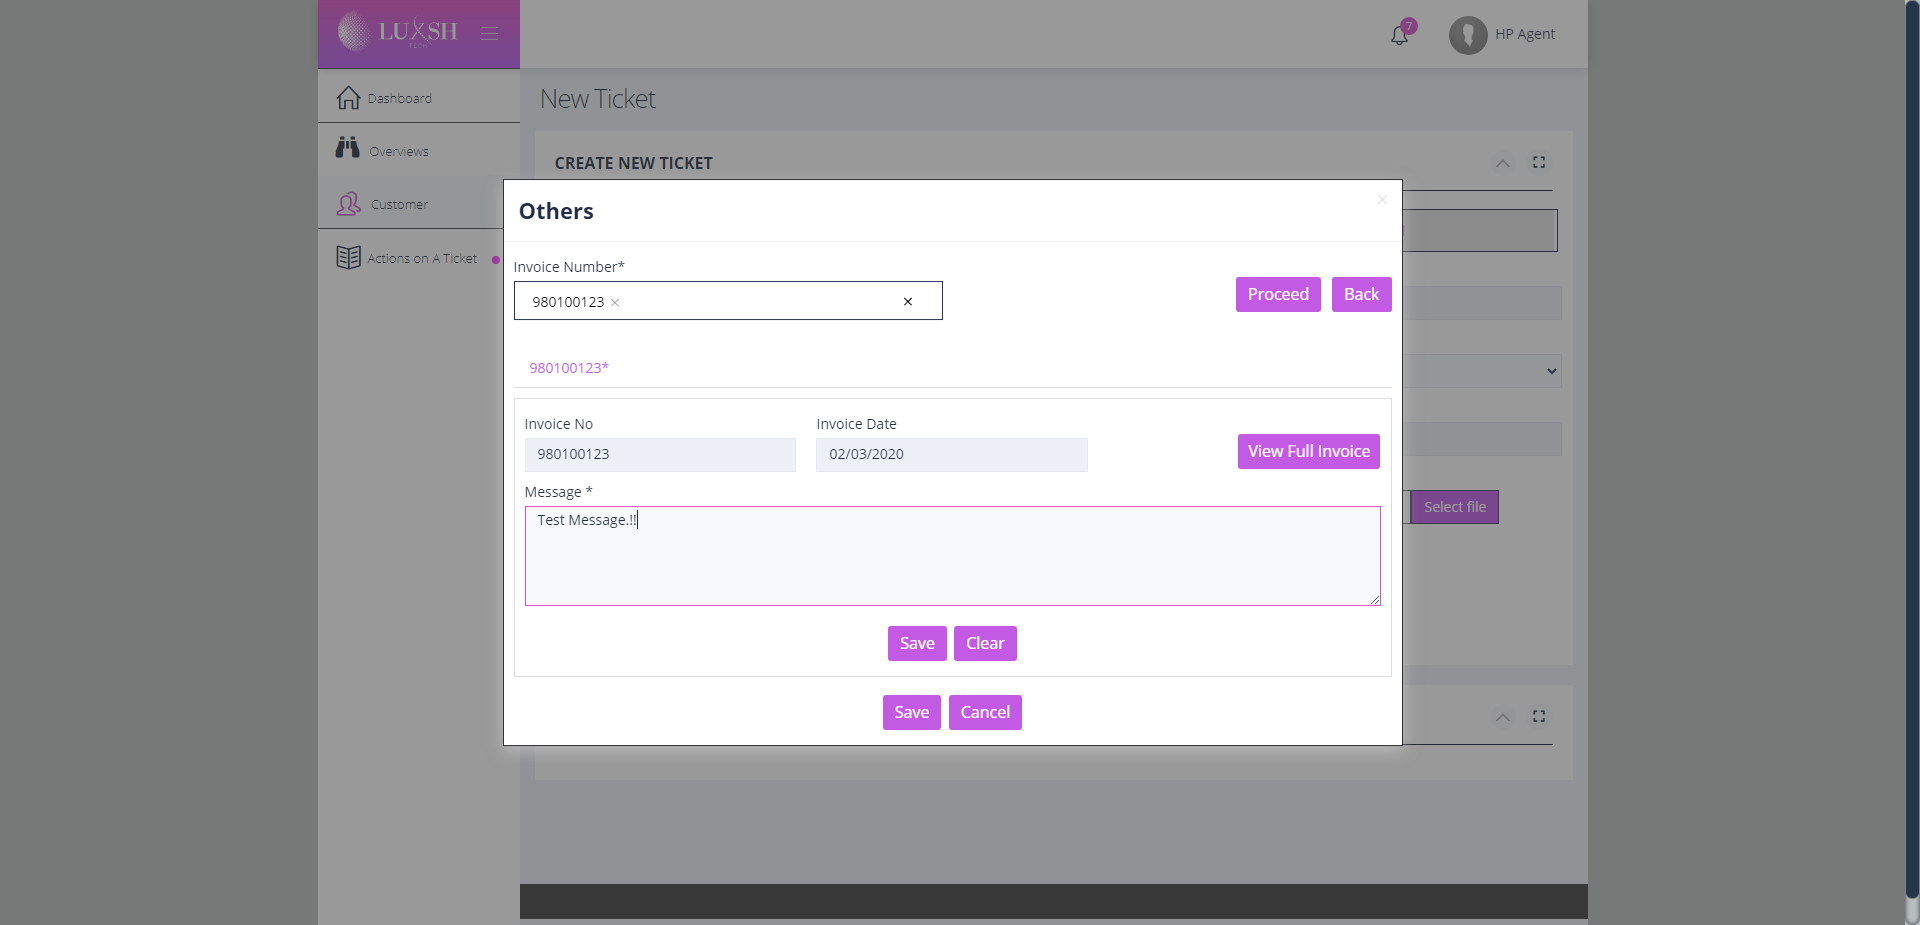 LUXSH
7
HP Agent
Dashboard
Overviews
Customer
Actions on A Ticket
New Ticket
CREATE NEW TICKET
Others
×
Invoice Number*
980100123 ×
×
Proceed
Back
980100123*
Invoice No
Invoice Date
980100123
02/03/2020
View Full Invoice
Message *
Test Message.!!
Select file
Save
Clear
Save
Cancel